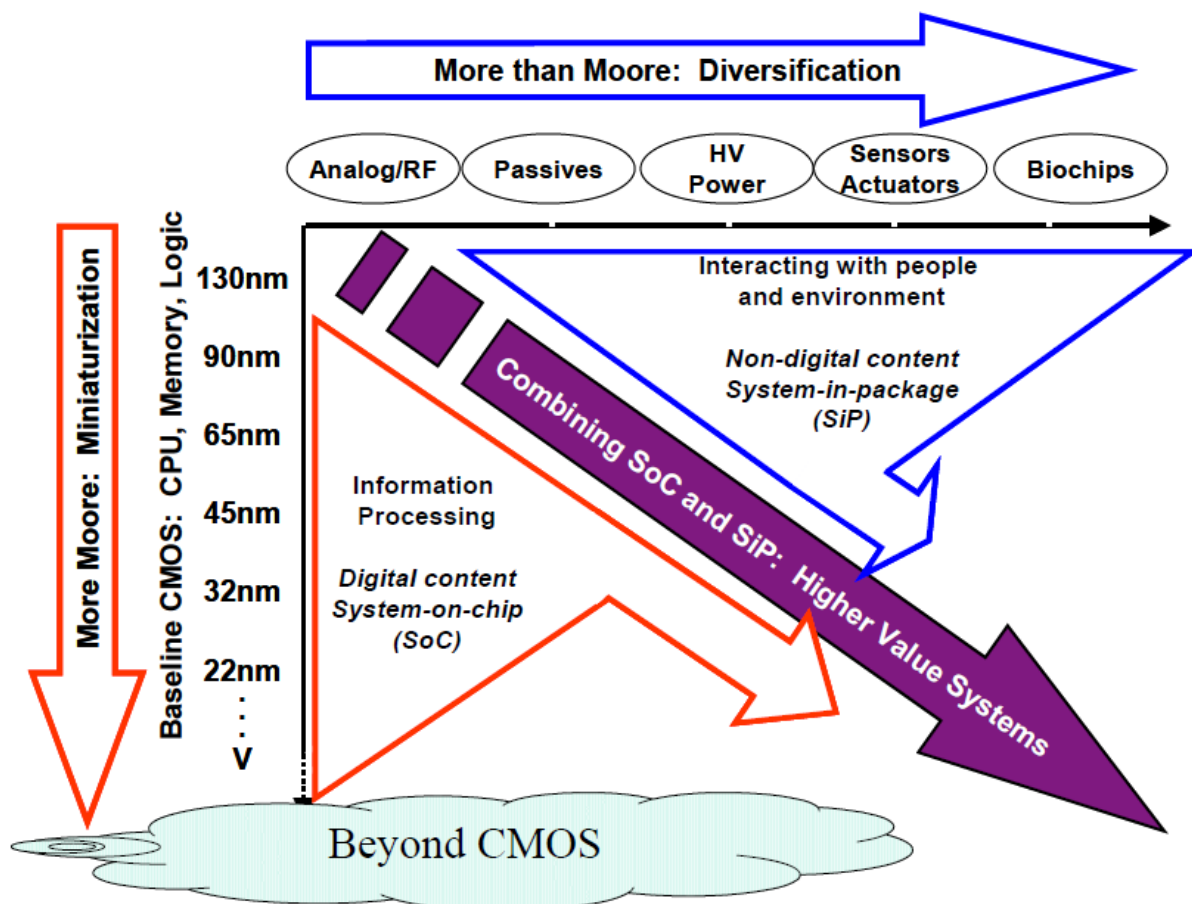 More than Moore: Diversification
Analog/RF
Passives
HV
Power
Sensors
Actuators
Biochips
More Moore: Miniaturization
Baseline CMOS: CPU, Memory, Logic
130nm
90nm
65nm
45nm
32nm
22nm
.
.
.
V
Interacting with people
and environment
Non-digital content
System-in-package
(SiP)
Combining SoC and SiP: Higher Value Systems
Information
Processing
Digital content
System-on-chip
(SoC)
Beyond CMOS